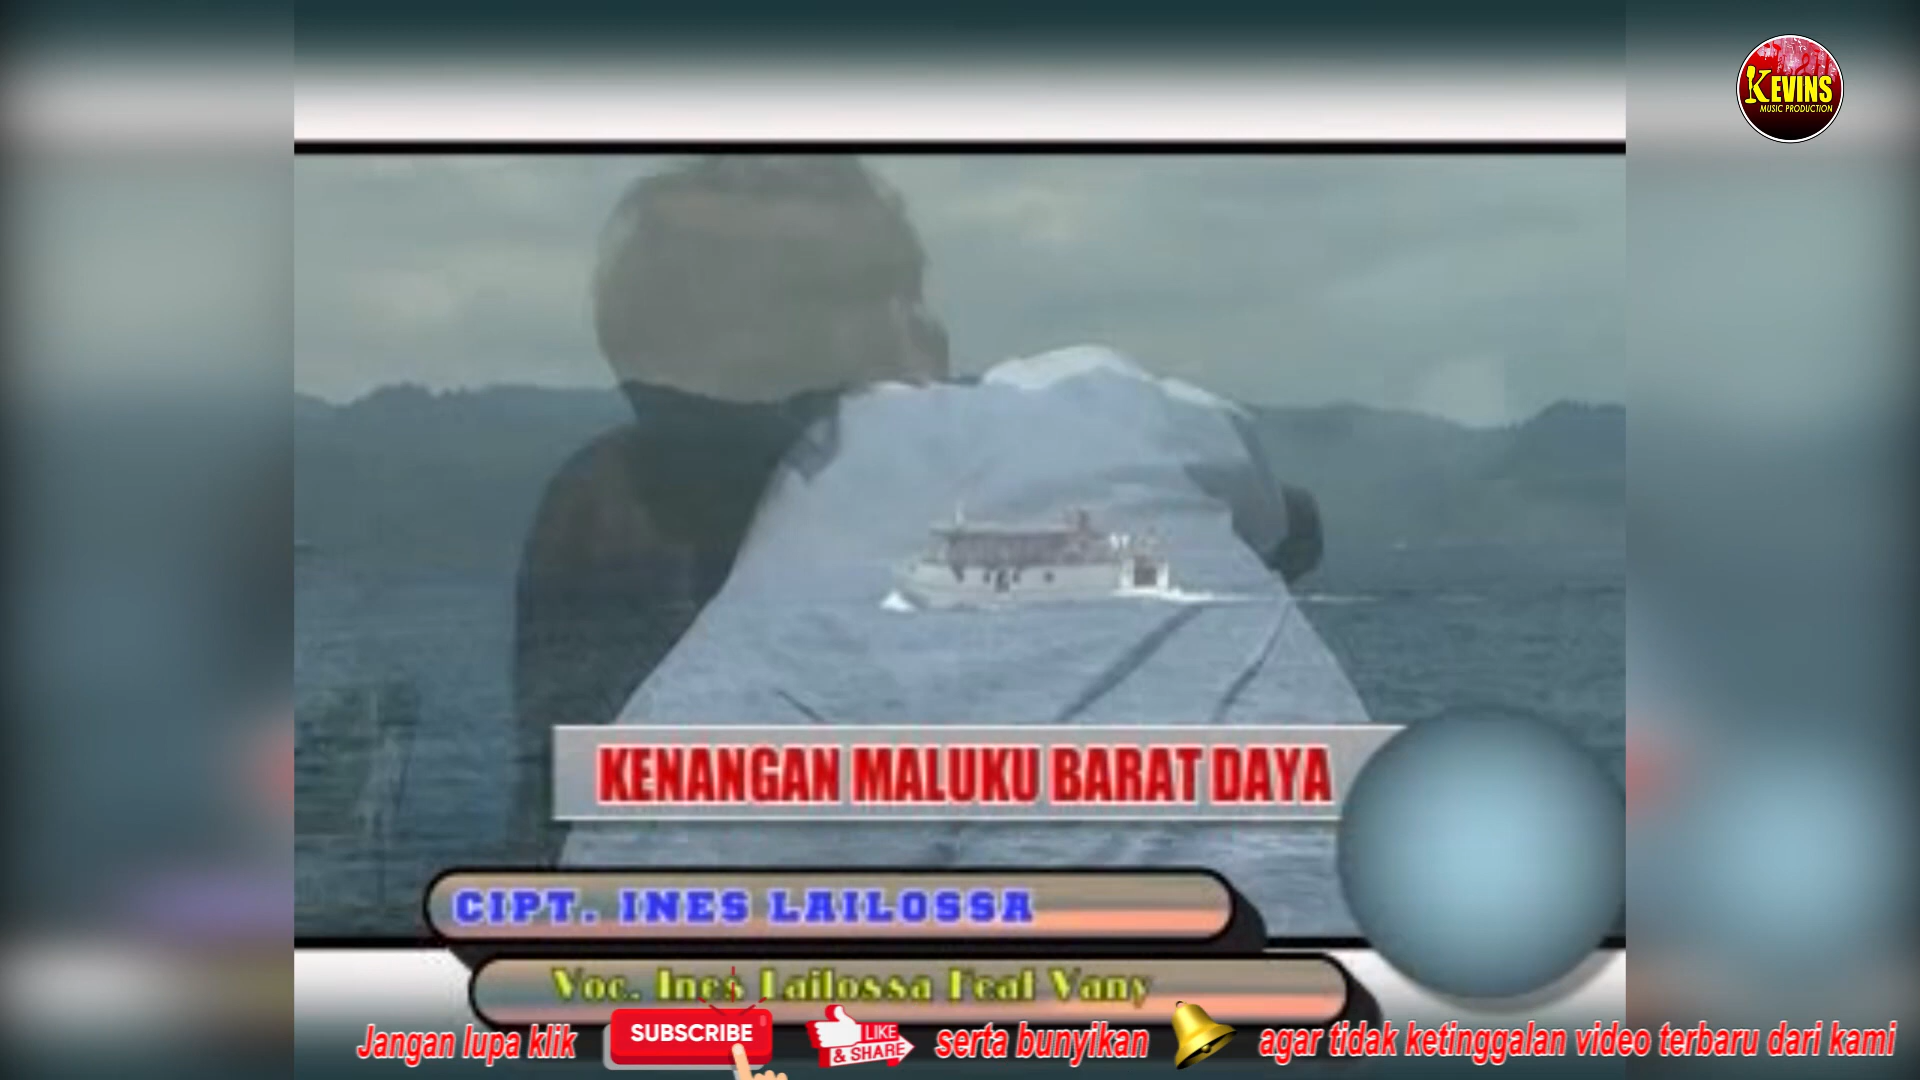 KEVINS
MUSIC PRODUCTION
KENANGAN MALUKU BARAT DAYA
CIPT. INES LAILOSSA
Voc. Ines Lailossa Feat Vany
Jangan lupa klik SUBSCRIBE LIKE & SHARE serta bunyikan agar tidak ketinggalan video terbaru dari kami